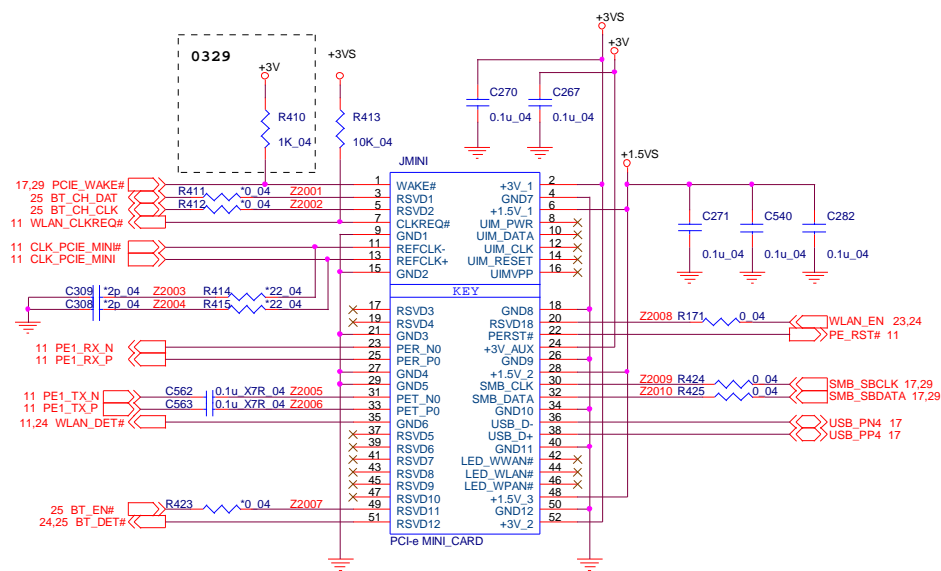 +3VS
+3V
0329
+3V
+3VS
R410
1K_04
R413
10K_04
C270
0.1u_04
C267
0.1u_04
+1.5VS
C271
0.1u_04
C540
0.1u_04
C282
0.1u_04
JMINI
17,29 PCIE_WAKE# 1 WAKE# +3V_1 2
25 BT_CH_DAT R411 *0_04 Z2001 3 RSVD1 GND7 4
25 BT_CH_CLK R412 *0_04 Z2002 5 RSVD2 +1.5V_1 6
11 WLAN_CLKREQ# 7 CLKREQ# UIM_PWR 8
9 GND1 UIM_DATA 10
11 CLK_PCIE_MINI# 11 REFCLK- UIM_CLK 12
11 CLK_PCIE_MINI 13 REFCLK+ UIM_RESET 14
15 GND2 UIMVPP 16
KEY
C309 *2p_04 Z2003 R414 *22_04
C308 *2p_04 Z2004 R415 *22_04
17 RSVD3 GND8 18
19 RSVD4 RSVD18 20 Z2008 R171 0_04 WLAN_EN 23,24
21 GND3 PERST# 22 PE_RST# 11
11 PE1_RX_N 23 PER_N0 +3V_AUX 24
11 PE1_RX_P 25 PER_P0 GND9 26
27 GND4 +1.5V_2 28
29 GND5 SMB_CLK 30 Z2009 R424 0_04 SMB_SBCLK 17,29
11 PE1_TX_N C562 0.1u_X7R_04 Z2005 31 PET_N0 SMB_DATA 32 Z2010 R425 0_04 SMB_SBDATA 17,29
11 PE1_TX_P C563 0.1u_X7R_04 Z2006 33 PET_P0 GND10 34
11,24 WLAN_DET# 35 GND6 USB_D- 36 USB_PN4 17
37 RSVD5 USB_D+ 38 USB_PP4 17
39 RSVD6 GND11 40
41 RSVD7 LED_WWAN# 42
43 RSVD8 LED_WLAN# 44
45 RSVD9 LED_WPAN# 46
47 RSVD10 +1.5V_3 48
25 BT_EN# R423 *0_04 Z2007 49 RSVD11 GND12 50
24,25 BT_DET# 51 RSVD12 +3V_2 52
PCI-e MINI_CARD